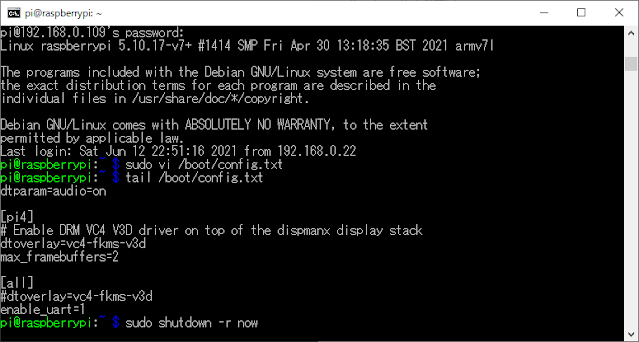 pi@raspberrypi: ~
pi@192.168.0.109's password:
Linux raspberrypi 5.10.17-v7+ #1414 SMP Fri Apr 30 13:18:35 BST 2021 armv7l
The programs included with the Debian GNU/Linux system are free software;
the exact distribution terms for each program are described in the
individual files in /usr/share/doc/*/copyright.
Debian GNU/Linux comes with ABSOLUTELY NO WARRANTY, to the extent
permitted by applicable law.
Last login: Sat Jun 12 22:51:16 2021 from 192.168.0.22
pi@raspberrypi:~ $ sudo vi /boot/config.txt
pi@raspberrypi:~ $ tail /boot/config.txt
dtparam=audio=on
[pi4]
# Enable DRM VC4 V3D driver on top of the dispmanx display stack
dtoverlay=vc4-fkms-v3d
max_framebuffers=2
[all]
#dtoverlay=vc4-fkms-v3d
enable_uart=1
pi@raspberrypi:~ $ sudo shutdown -r now